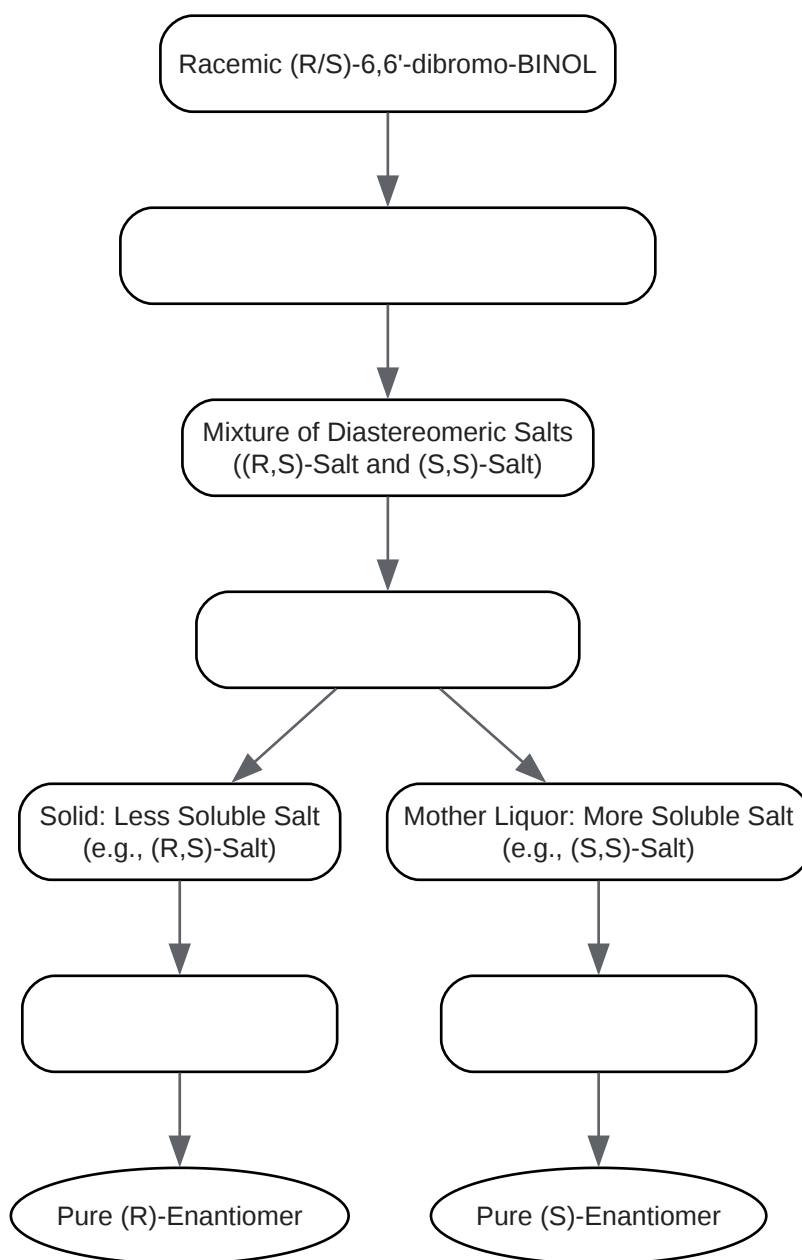 Racemic (R/S)-6,6'-dibromo-BINOL
Mixture of Diastereomeric Salts
((R,S)-Salt and (S,S)-Salt)
Solid: Less Soluble Salt
(e.g., (R,S)-Salt)
Mother Liquor: More Soluble Salt
(e.g., (S,S)-Salt)
Pure (R)-Enantiomer
Pure (S)-Enantiomer